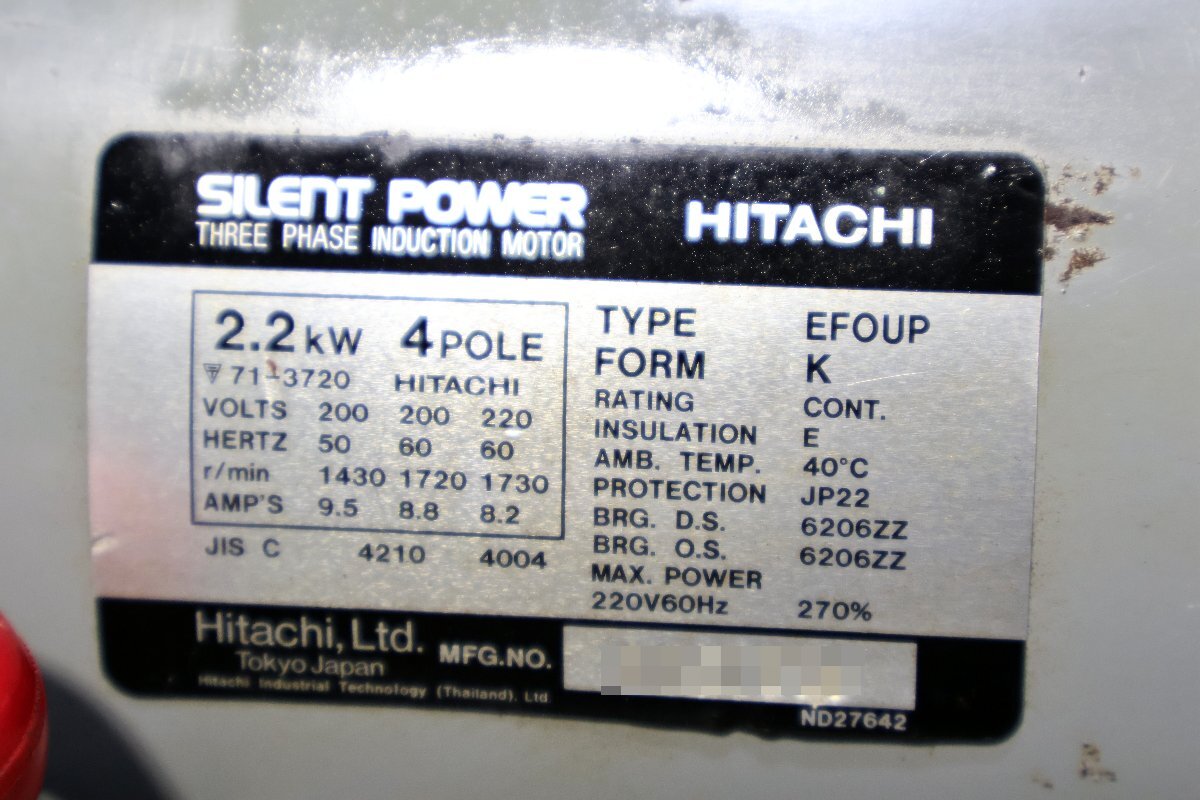 SILENT POWER
THREE PHASE INDUCTION MOTOR
HITACHI
2.2kW 4POLE
71-3720 HITACHI
VOLTS 200 200 220
HERTZ 50 60 60
r/min 1430 1720 1730
AMP'S 9.5 8.8 8.2
JIS C 4210 4004
TYPE EFOUP
FORM K
RATING CONT.
INSULATION E
AMB. TEMP. 40°C
PROTECTION JP22
BRG. D.S. 6206ZZ
BRG. O.S. 6206ZZ
MAX. POWER
220V60Hz 270%
Hitachi, Ltd.
Tokyo Japan
Hitachi Industrial Technology (Thailand). Ltd.
MFG.NO.
ND27642